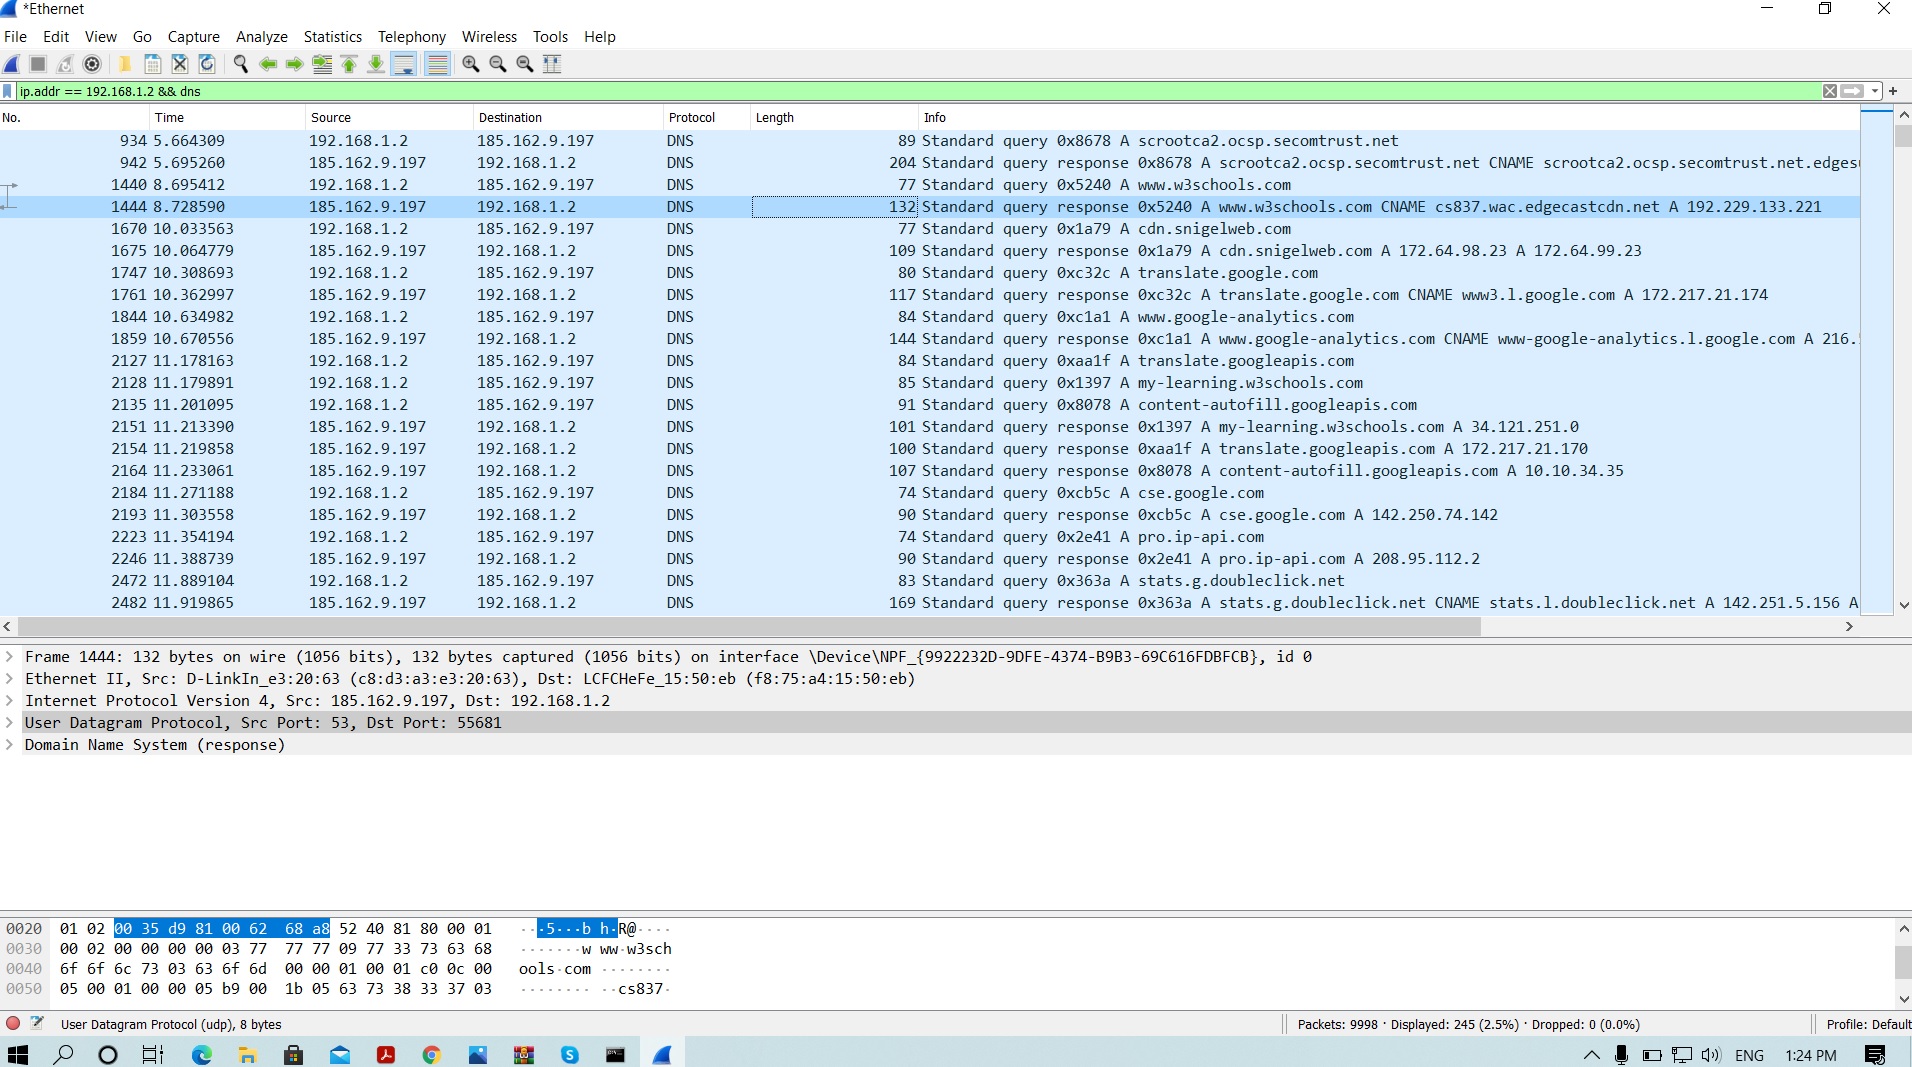 *Ethernet
File Edit View Go Capture Analyze Statistics Telephony Wireless Tools Help
ip.addr == 192.168.1.2 && dns
No. Time Source Destination Protocol Length Info
934 5.664309 192.168.1.2 185.162.9.197 DNS 89 Standard query 0x8678 A scrootca2.ocsp.secomtrust.net
942 5.695260 185.162.9.197 192.168.1.2 DNS 204 Standard query response 0x8678 A scrootca2.ocsp.secomtrust.net CNAME scrootca2.ocsp.secomtrust.net.edges
1440 8.695412 192.168.1.2 185.162.9.197 DNS 77 Standard query 0x5240 A www.w3schools.com
1444 8.728590 185.162.9.197 192.168.1.2 DNS 132 Standard query response 0x5240 A www.w3schools.com CNAME cs837.wac.edgecastcdn.net A 192.229.133.221
1670 10.033563 192.168.1.2 185.162.9.197 DNS 77 Standard query 0x1a79 A cdn.snigelweb.com
1675 10.064779 185.162.9.197 192.168.1.2 DNS 109 Standard query response 0x1a79 A cdn.snigelweb.com A 172.64.98.23 A 172.64.99.23
1747 10.308693 192.168.1.2 185.162.9.197 DNS 80 Standard query 0xc32c A translate.google.com
1761 10.362997 185.162.9.197 192.168.1.2 DNS 117 Standard query response 0xc32c A translate.google.com CNAME www3.l.google.com A 172.217.21.174
1844 10.634982 192.168.1.2 185.162.9.197 DNS 84 Standard query 0xc1a1 A www.google-analytics.com
1859 10.670556 185.162.9.197 192.168.1.2 DNS 144 Standard query response 0xc1a1 A www.google-analytics.com CNAME www-google-analytics.l.google.com A 216.
2127 11.178163 192.168.1.2 185.162.9.197 DNS 84 Standard query 0xaa1f A translate.googleapis.com
2128 11.179891 192.168.1.2 185.162.9.197 DNS 85 Standard query 0x1397 A my-learning.w3schools.com
2135 11.201095 192.168.1.2 185.162.9.197 DNS 91 Standard query 0x8078 A content-autofill.googleapis.com
2151 11.213390 185.162.9.197 192.168.1.2 DNS 101 Standard query response 0x1397 A my-learning.w3schools.com A 34.121.251.0
2154 11.219858 185.162.9.197 192.168.1.2 DNS 100 Standard query response 0xaa1f A translate.googleapis.com A 172.217.21.170
2164 11.233061 185.162.9.197 192.168.1.2 DNS 107 Standard query response 0x8078 A content-autofill.googleapis.com A 10.10.34.35
2184 11.271188 192.168.1.2 185.162.9.197 DNS 74 Standard query 0xcb5c A cse.google.com
2193 11.303558 185.162.9.197 192.168.1.2 DNS 90 Standard query response 0xcb5c A cse.google.com A 142.250.74.142
2223 11.354194 192.168.1.2 185.162.9.197 DNS 74 Standard query 0x2e41 A pro.ip-api.com
2246 11.388739 185.162.9.197 192.168.1.2 DNS 90 Standard query response 0x2e41 A pro.ip-api.com A 208.95.112.2
2472 11.889104 192.168.1.2 185.162.9.197 DNS 83 Standard query 0x363a A stats.g.doubleclick.net
2482 11.919865 185.162.9.197 192.168.1.2 DNS 169 Standard query response 0x363a A stats.g.doubleclick.net CNAME stats.l.doubleclick.net A 142.251.5.156 A
Frame 1444: 132 bytes on wire (1056 bits), 132 bytes captured (1056 bits) on interface \Device\NPF_{9922232D-9DFE-4374-B9B3-69C616FDBFCB}, id 0
Ethernet II, Src: D-LinkIn_e3:20:63 (c8:d3:a3:e3:20:63), Dst: LCFCHeFe_15:50:eb (f8:75:a4:15:50:eb)
Internet Protocol Version 4, Src: 185.162.9.197, Dst: 192.168.1.2
User Datagram Protocol, Src Port: 53, Dst Port: 55681
Domain Name System (response)
0020 01 02 00 35 d9 81 00 62 68 a8 52 40 81 80 00 01 ···5···b h·R@····
0030 00 02 00 00 00 00 03 77 77 77 09 77 33 73 63 68 ·······w ww·w3sch
0040 6f 6f 6c 73 03 63 6f 6d 00 00 01 00 01 c0 0c 00 ools·com ········
0050 05 00 01 00 00 05 b9 00 1b 05 63 73 38 33 37 03 ········ ··cs837·
User Datagram Protocol (udp), 8 bytes Packets: 9998 · Displayed: 245 (2.5%) · Dropped: 0 (0.0%) Profile: Default
ENG 1:24 PM